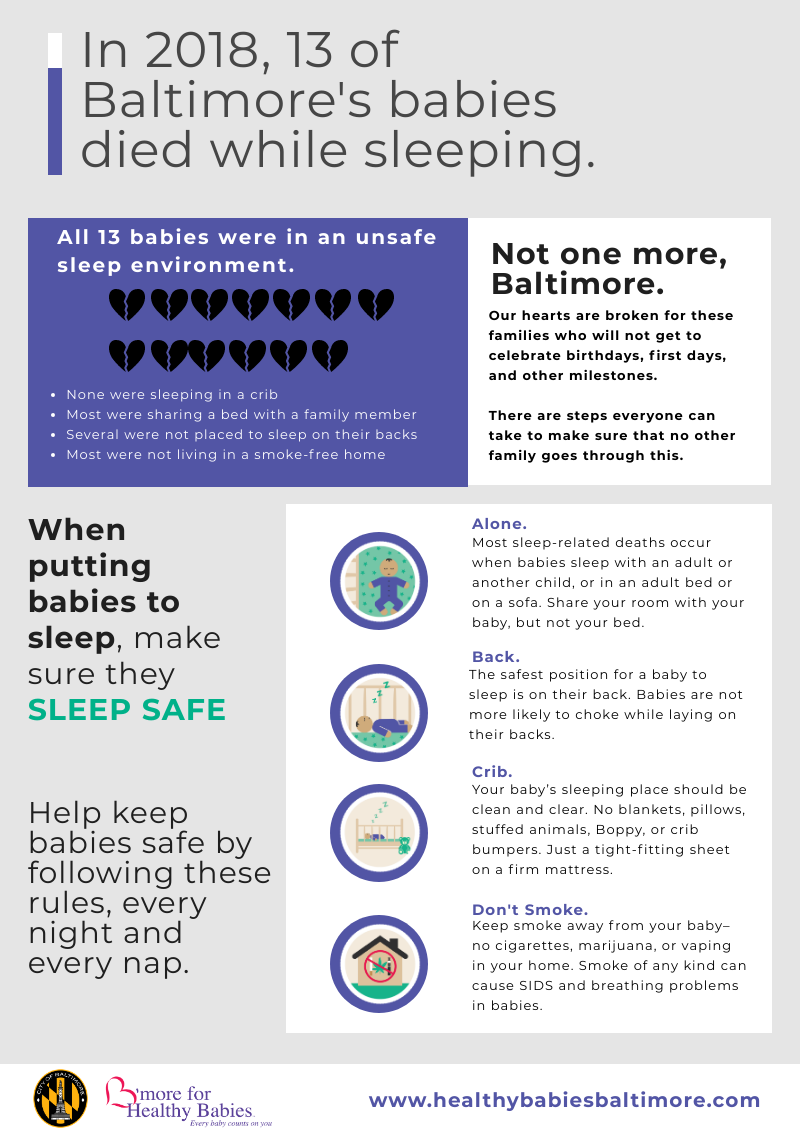 In 2018, 13 of
Baltimore's babies
died while sleeping.
All 13 babies were in an unsafe
sleep environment.
• None were sleeping in a crib
• Most were sharing a bed with a family member
• Several were not placed to sleep on their backs
• Most were not living in a smoke-free home
Not one more,
Baltimore.
Our hearts are broken for these
families who will not get to
celebrate birthdays, first days,
and other milestones.
There are steps everyone can
take to make sure that no other
family goes through this.
When
putting
babies to
sleep, make
sure they
SLEEP SAFE
Help keep
babies safe by
following these
rules, every
night and
every nap.
Alone.
Most sleep-related deaths occur
when babies sleep with an adult or
another child, or in an adult bed or
on a sofa. Share your room with your
baby, but not your bed.
Back.
The safest position for a baby to
sleep is on their back. Babies are not
more likely to choke while laying on
their backs.
Crib.
Your baby’s sleeping place should be
clean and clear. No blankets, pillows,
stuffed animals, Boppy, or crib
bumpers. Just a tight-fitting sheet
on a firm mattress.
Don't Smoke.
Keep smoke away from your baby–
no cigarettes, marijuana, or vaping
in your home. Smoke of any kind can
cause SIDS and breathing problems
in babies.
CITY OF BALTIMORE
B'more for
Healthy Babies
Every baby counts on you
www.healthybabiesbaltimore.com